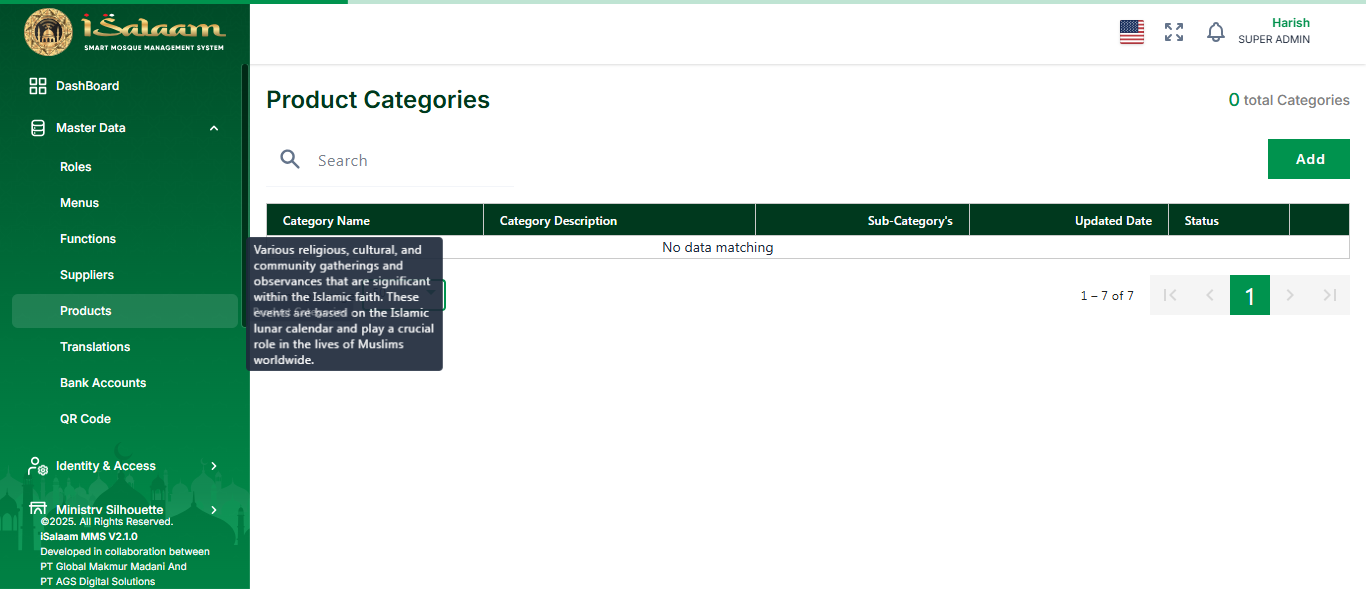 iSalaam
SMART MOSQUE MANAGEMENT SYSTEM
Harish
SUPER ADMIN
DashBoard
Master Data
Roles
Menus
Functions
Suppliers
Products
Translations
Bank Accounts
QR Code
Identity & Access
Ministry Silhouette
©2025. All Rights Reserved.
iSalaam MMS V2.1.0
Developed in collaboration between
PT Global Makmur Madani And
PT AGS Digital Solutions
Product Categories
0 total Categories
Search
Add
Category Name Category Description Sub-Category's Updated Date Status
No data matching
Various religious, cultural, and
community gatherings and
observances that are significant
within the Islamic faith. These
events are based on the Islamic
lunar calendar and play a crucial
role in the lives of Muslims
worldwide.
1 – 7 of 7
1